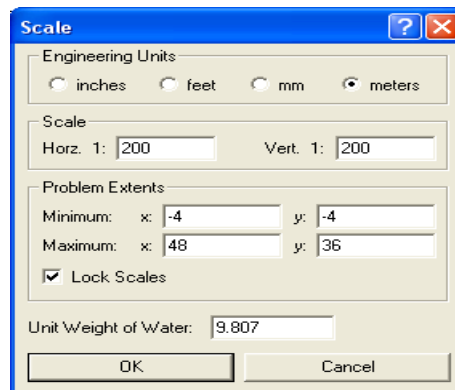 Scale
Engineering Units
inches feet mm meters
Scale
Horz. 1: 200 Vert. 1: 200
Problem Extents
Minimum: x: -4 y: -4
Maximum: x: 48 y: 36
Lock Scales
Unit Weight of Water: 9.807
OK Cancel